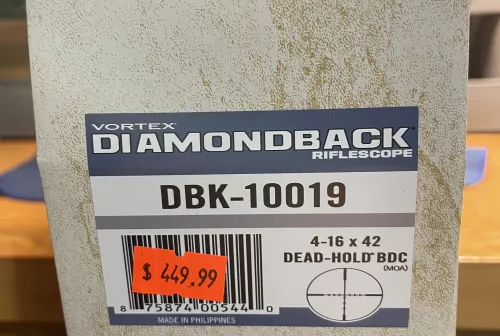 VORTEX®
DIAMONDBACK™
RIFLESCOPE
DBK-10019
4-16 x 42
DEAD-HOLD® BDC
(MOA)
$ 449.99
8 75874 00544 0
MADE IN PHILIPPINES